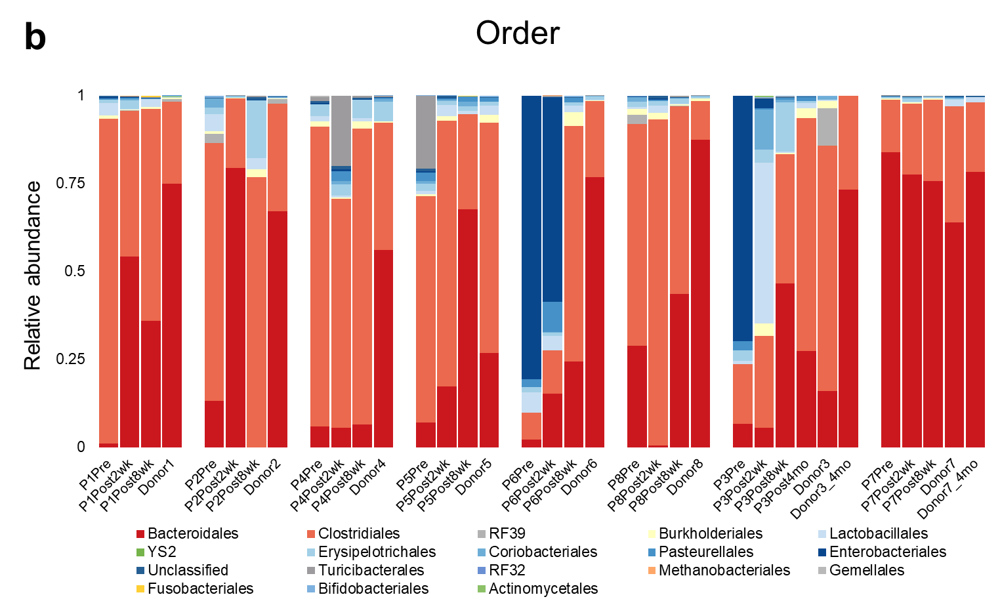 b
Order
Relative abundance
1
0.75
0.5
0.25
0
P1Pre
P1Post2wk
P1Post8wk
Donor1
P2Pre
P2Post2wk
P2Post8wk
Donor2
P4Pre
P4Post2wk
P4Post8wk
Donor4
P5Pre
P5Post2wk
P5Post8wk
Donor5
P6Pre
P6Post2wk
P6Post8wk
Donor6
P8Pre
P8Post2wk
P8Post8wk
Donor8
P3Pre
P3Post2wk
P3Post8wk
P3Post4mo
Donor3
Donor3_4mo
P7Pre
P7Post2wk
P7Post8wk
Donor7
Donor7_4mo
Bacteroidales Clostridiales RF39 Burkholderiales Lactobacillales
YS2 Erysipelotrichales Coriobacteriales Pasteurellales Enterobacteriales
Unclassified Turicibacterales RF32 Methanobacteriales Gemellales
Fusobacteriales Bifidobacteriales Actinomycetales